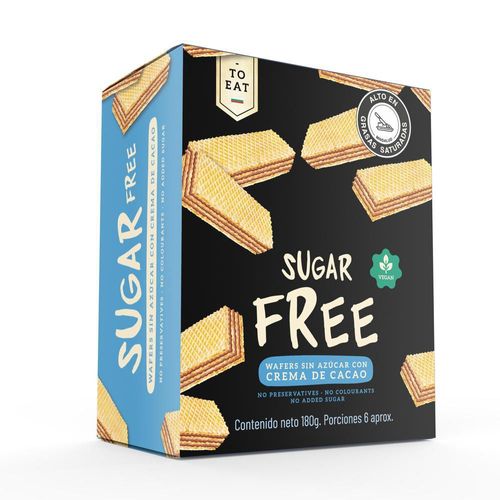 TO
EAT
ALTO EN
GRASAS SATURADAS
SUGAR
FREE
VEGAN
WAFERS SIN AZÚCAR CON
CREMA DE CACAO
NO PRESERVATIVES · NO COLOURANTS
NO ADDED SUGAR
Contenido neto 180g. Porciones 6 aprox.
SUGAR
FREE
WAFERS SIN AZÚCAR CON CREMA DE CACAO
NO PRESERVATIVES · NO COLOURANTS · NO ADDED SUGAR